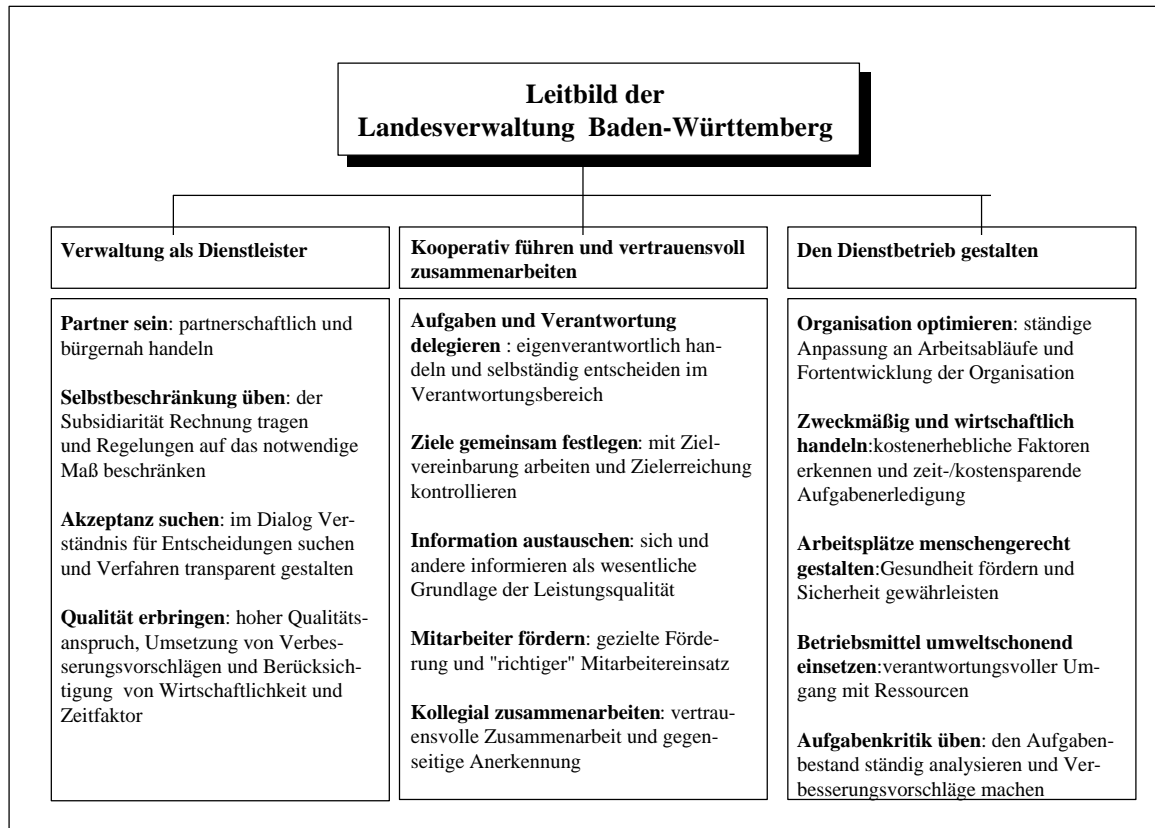 Leitbild der
Landesverwaltung Baden-Württemberg
Verwaltung als Dienstleister
Partner sein: partnerschaftlich und
bürgernah handeln
Selbstbeschränkung üben: der
Subsidiarität Rechnung tragen
und Regelungen auf das notwendige
Maß beschränken
Akzeptanz suchen: im Dialog Ver-
ständnis für Entscheidungen suchen
und Verfahren transparent gestalten
Qualität erbringen: hoher Qualitäts-
anspruch, Umsetzung von Verbes-
serungsvorschlägen und Berücksich-
tigung von Wirtschaftlichkeit und
Zeitfaktor
Kooperativ führen und vertrauensvoll
zusammenarbeiten
Aufgaben und Verantwortung
delegieren : eigenverantwortlich han-
deln und selbständig entscheiden im
Verantwortungsbereich
Ziele gemeinsam festlegen: mit Ziel-
vereinbarung arbeiten und Zielerreichung
kontrollieren
Information austauschen: sich und
andere informieren als wesentliche
Grundlage der Leistungsqualität
Mitarbeiter fördern: gezielte Förde-
rung und "richtiger" Mitarbeitereinsatz
Kollegial zusammenarbeiten: vertrau-
ensvolle Zusammenarbeit und gegen-
seitige Anerkennung
Den Dienstbetrieb gestalten
Organisation optimieren: ständige
Anpassung an Arbeitsabläufe und
Fortentwicklung der Organisation
Zweckmäßig und wirtschaftlich
handeln:kostenerhebliche Faktoren
erkennen und zeit-/kostensparende
Aufgabenerledigung
Arbeitsplätze menschengerecht
gestalten:Gesundheit fördern und
Sicherheit gewährleisten
Betriebsmittel umweltschonend
einsetzen:verantwortungsvoller Um-
gang mit Ressourcen
Aufgabenkritik üben: den Aufgaben-
bestand ständig analysieren und Ver-
besserungsvorschläge machen